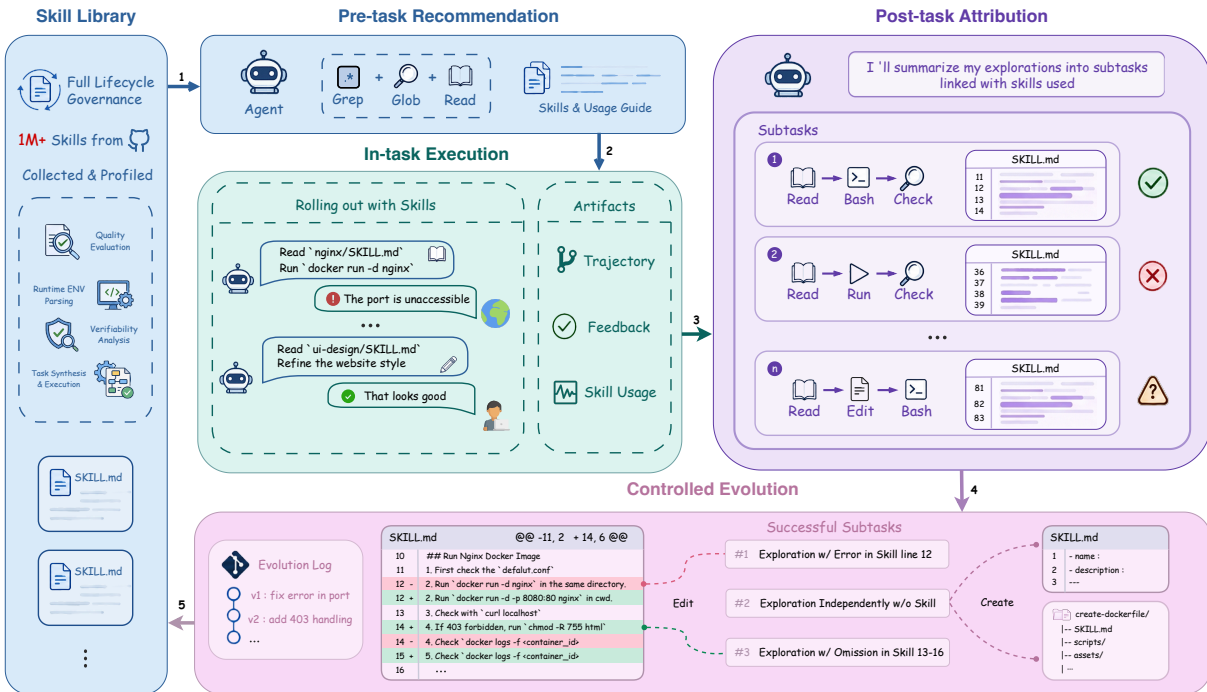 Skill Library
Full Lifecycle
Governance
1M+ Skills from
Collected & Profiled
Quality
Evaluation
Runtime ENV
Parsing
</>
Verifiability
Analysis
Task Synthesis
& Execution
SKILL.md
SKILL.md
1
Pre-task Recommendation
Agent
.*
+
+
Grep
Glob
Read
Skills & Usage Guide
2
In-task Execution
Rolling out with Skills
Read `nginx/SKILL.md`
Run `docker run -d nginx`
The port is unaccessible
...
Read `ui-design/SKILL.md`
Refine the website style
That looks good
Artifacts
Trajectory
Feedback
Skill Usage
3
Post-task Attribution
I 'll summarize my explorations into subtasks
linked with skills used
Subtasks
1
Read
Bash
Check
SKILL.md
11
12
13
14
2
Read
Run
Check
SKILL.md
36
37
38
39
...
n
Read
Edit
Bash
SKILL.md
81
82
83
4
Controlled Evolution
5
Evolution Log
v1 : fix error in port
v2 : add 403 handling
...
SKILL.md @@ -11, 2 + 14, 6 @@
10 ## Run Nginx Docker Image
11 1. First check the `defalut.conf`
12 - 2. Run `docker run -d nginx` in the same directory.
12 + 2. Run `docker run -d -p 8080:80 nginx` in cwd.
13 3. Check with `curl localhost`
14 + 4. If 403 forbidden, run `chmod -R 755 html`
14 - 4. Check `docker logs -f <container_id>
15 + 5. Check `docker logs -f <container_id>
16 ...
Edit
Successful Subtasks
#1 Exploration w/ Error in Skill line 12
#2 Exploration Independently w/o Skill
#3 Exploration w/ Omission in Skill 13-16
Create
SKILL.md
1 - name :
2 - description :
3 ---
create-dockerfile/
|-- SKILL.md
|-- scripts/
|-- assets/
| ...